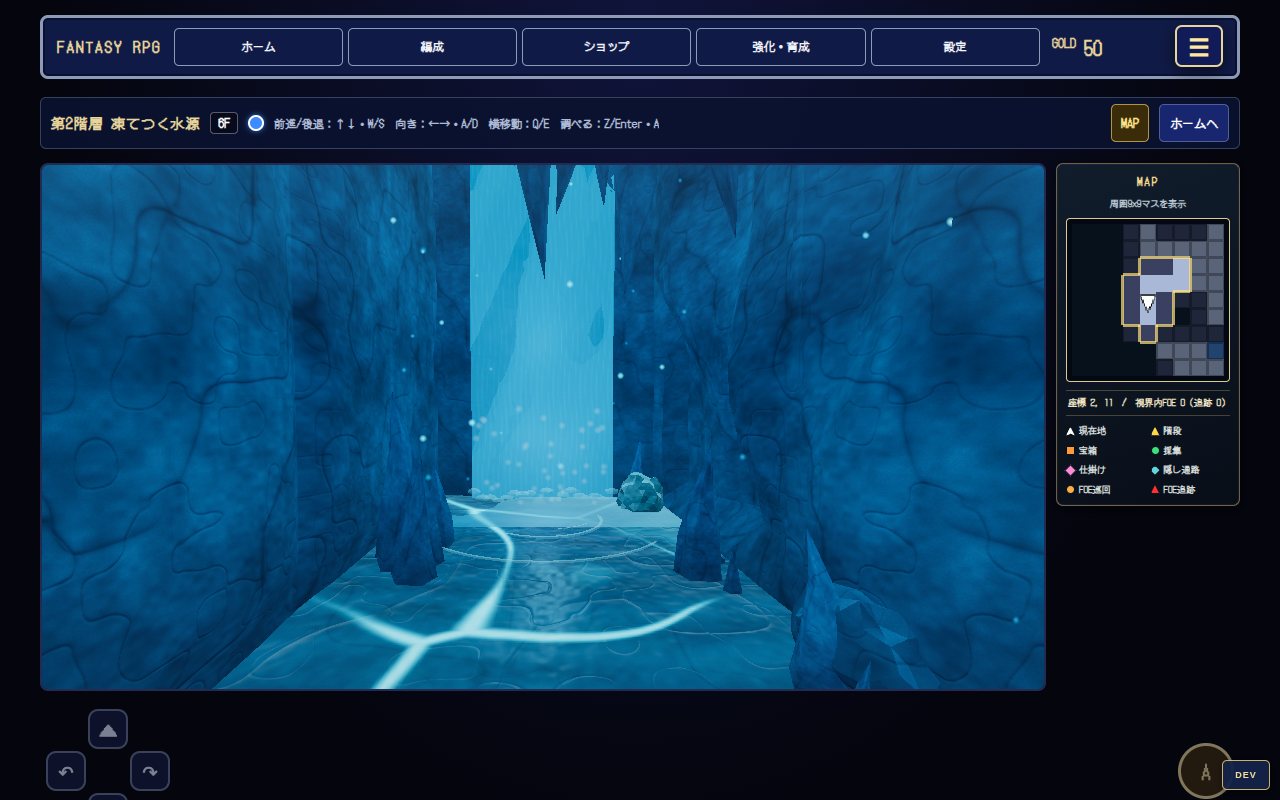 FANTASY RPG
ホーム
編成
ショップ
強化・育成
設定
GOLD 50
第2階層 凍てつく水源
6F
前進/後退：↑↓・W/S 向き：←→・A/D 横移動：Q/E 調べる：Z/Enter・A
MAP
ホームへ
MAP
周囲9x9マスを表示
座標 2, 11 / 視界内FOE 0 (追跡 0)
現在地
階段
宝箱
採集
仕掛け
隠し通路
FOE巡回
FOE追跡
A
DEV